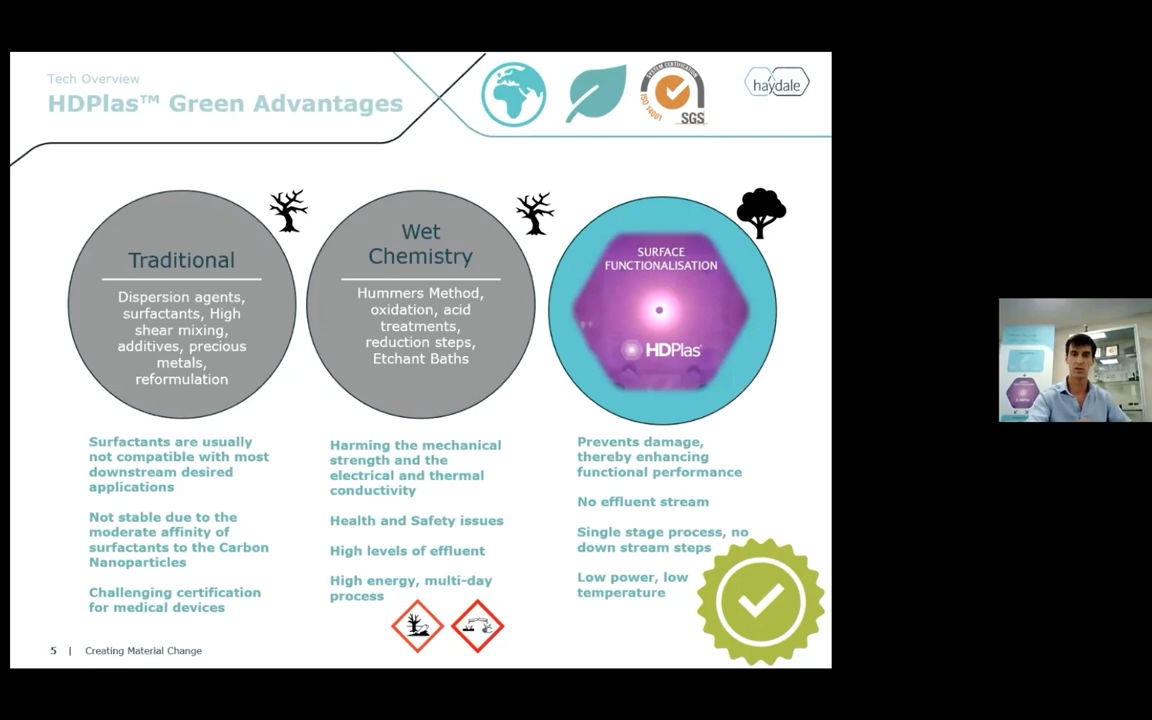 Tech Overview
HDPlas™ Green Advantages
SYSTEM CERTIFICATION
ISO 14001
SGS
haydale
Traditional
Dispersion agents,
surfactants, High
shear mixing,
additives, precious
metals,
reformulation
Surfactants are usually
not compatible with most
downstream desired
applications
Not stable due to the
moderate affinity of
surfactants to the Carbon
Nanoparticles
Challenging certification
for medical devices
Wet
Chemistry
Hummers Method,
oxidation, acid
treatments,
reduction steps,
Etchant Baths
Harming the mechanical
strength and the
electrical and thermal
conductivity
Health and Safety issues
High levels of effluent
High energy, multi-day
process
SURFACE
FUNCTIONALISATION
HDPlas
Prevents damage,
thereby enhancing
functional performance
No effluent stream
Single stage process, no
down stream steps
Low power, low
temperature
5 | Creating Material Change